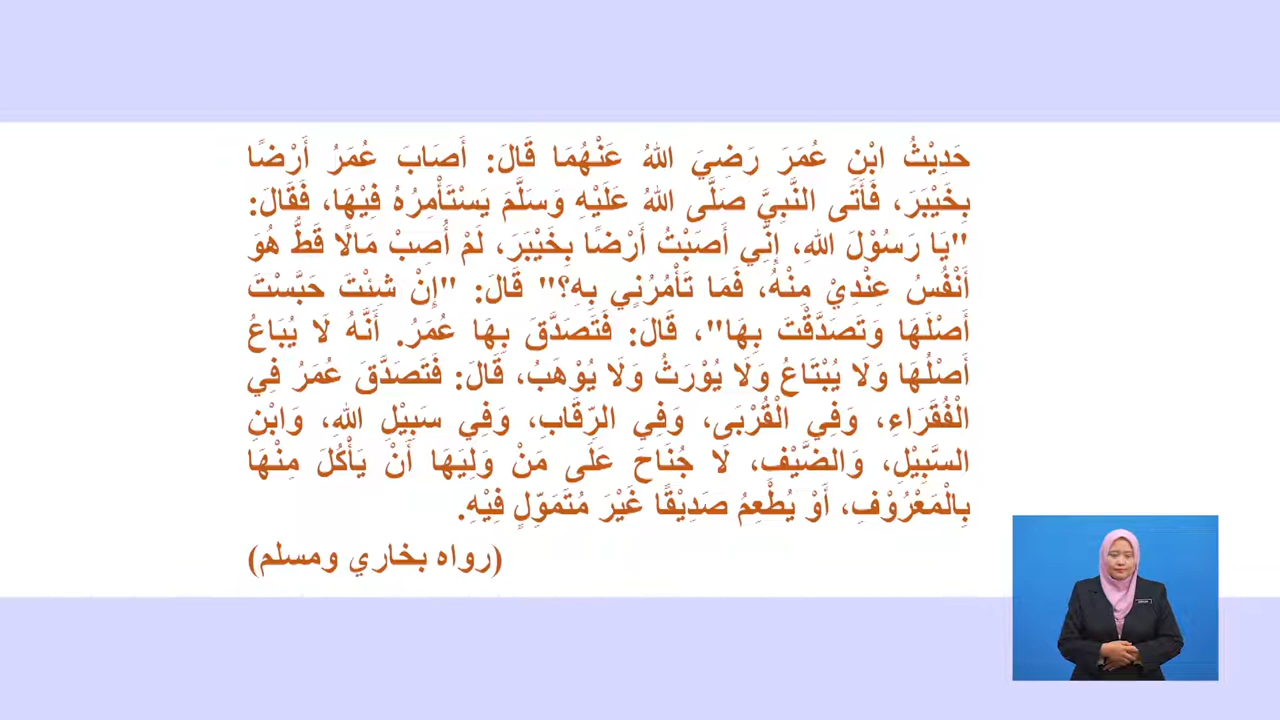 حَدِيْثُ ابْنِ عُمَرَ رَضِيَ اللهُ عَنْهُمَا قَالَ: أَصَابَ عُمَرُ أَرْضًا
بِخَيْبَرَ، فَأَتَى النَّبِيَّ صَلَّى اللهُ عَلَيْهِ وَسَلَّمَ يَسْتَأْمِرُهُ فِيْهَا، فَقَالَ:
"يَا رَسُوْلَ اللهِ، إِنِّي أَصَبْتُ أَرْضًا بِخَيْبَرَ، لَمْ أُصِبْ مَالًا قَطُّ هُوَ
أَنْفُسُ عِنْدِيْ مِنْهُ، فَمَا تَأْمُرُنِي بِهِ؟" قَالَ: "إِنْ شِئْتَ حَبَّسْتَ
أَصْلَهَا وَتَصَدَّقْتَ بِهَا"، قَالَ: فَتَصَدَّقَ بِهَا عُمَرُ. أَنَّهُ لَا يُبَاعُ
أَصْلُهَا وَلَا يُبْتَاعُ وَلَا يُوْرَثُ وَلَا يُوْهَبُ، قَالَ: فَتَصَدَّقَ عُمَرُ فِي
الْفُقَرَاءِ، وَفِي الْقُرْبَى، وَفِي الرِّقَابِ، وَفِي سَبِيْلِ اللهِ، وَابْنِ
السَّبِيْلِ، وَالضَّيْفِ، لَا جُنَاحَ عَلَى مَنْ وَلِيَهَا أَنْ يَأْكُلَ مِنْهَا
بِالْمَعْرُوْفِ، أَوْ يُطْعِمُ صَدِيْقًا غَيْرَ مُتَمَوِّلٍ فِيْهِ.
(رواه بخاري ومسلم)